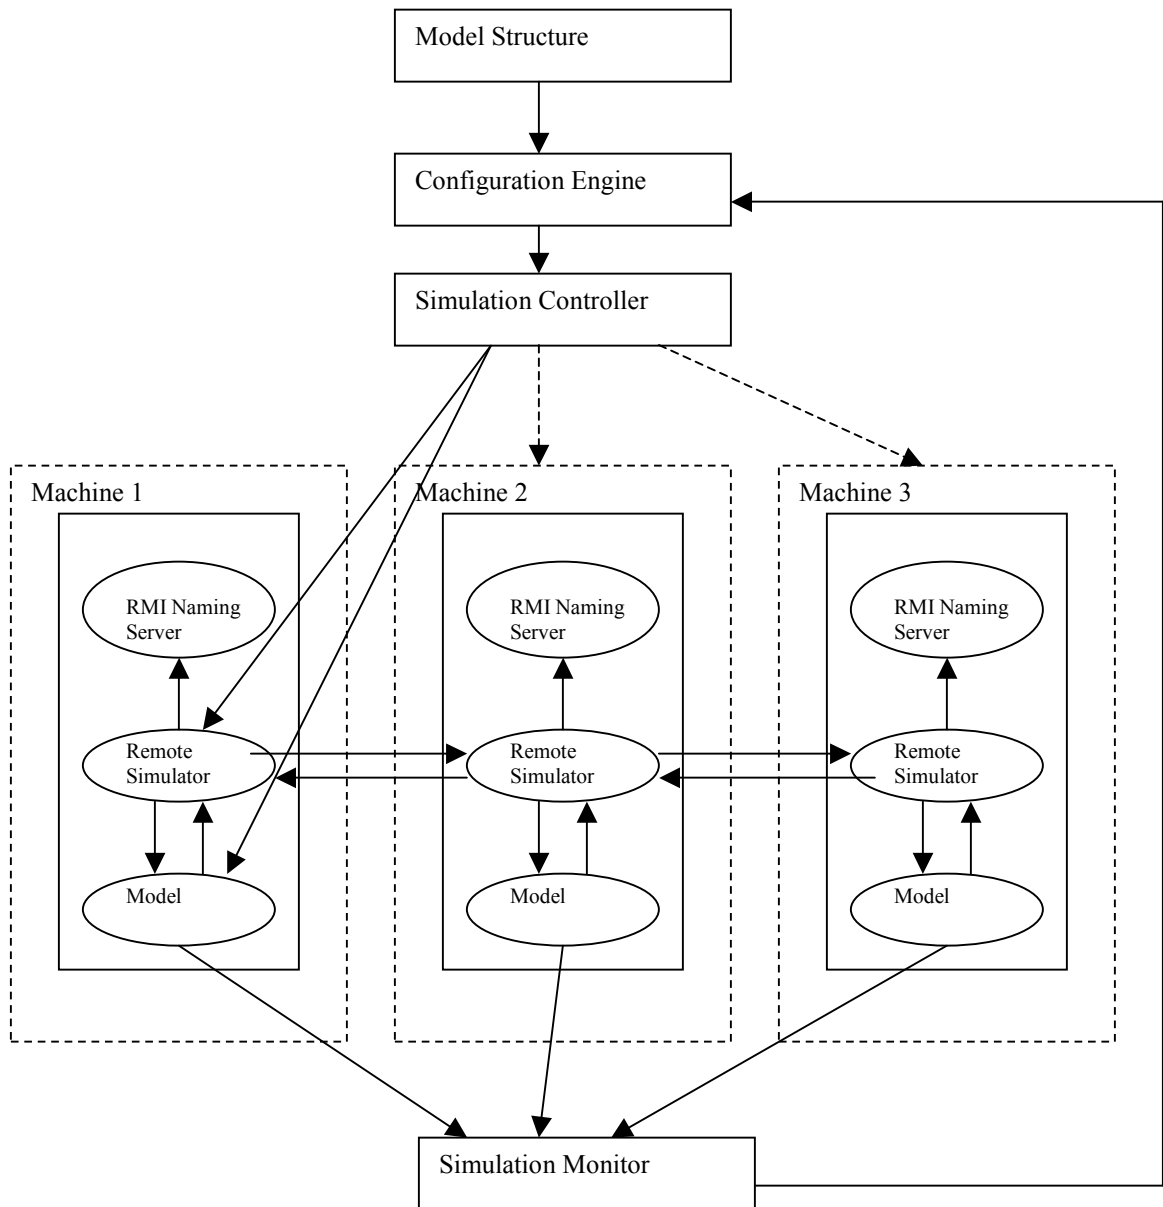 Model Structure
Configuration Engine
Simulation Controller
Machine 1
Machine 2
Machine 3
RMI Naming
Server
RMI Naming
Server
RMI Naming
Server
Remote
Simulator
Remote
Simulator
Remote
Simulator
Model
Model
Model
Simulation Monitor